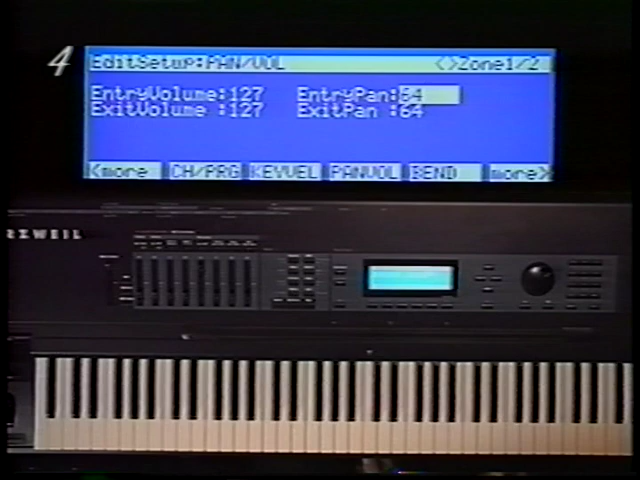 4
EditSetup:PAN/VOL <>Zone1/2
EntryVolume:127 EntryPan:64
ExitVolume :127 ExitPan :64
<more CH/PRG KEYVEL PANVOL BEND more>
RZWEIL